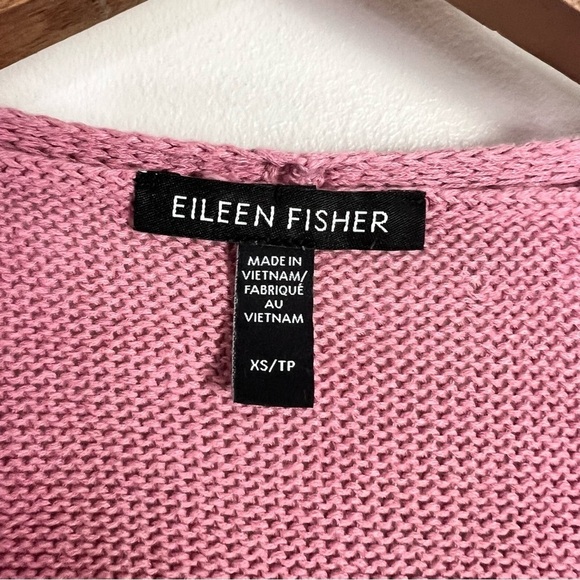 EILEEN FISHER
MADE IN
VIETNAM/
FABRIQUÉ
AU
VIETNAM
XS/TP